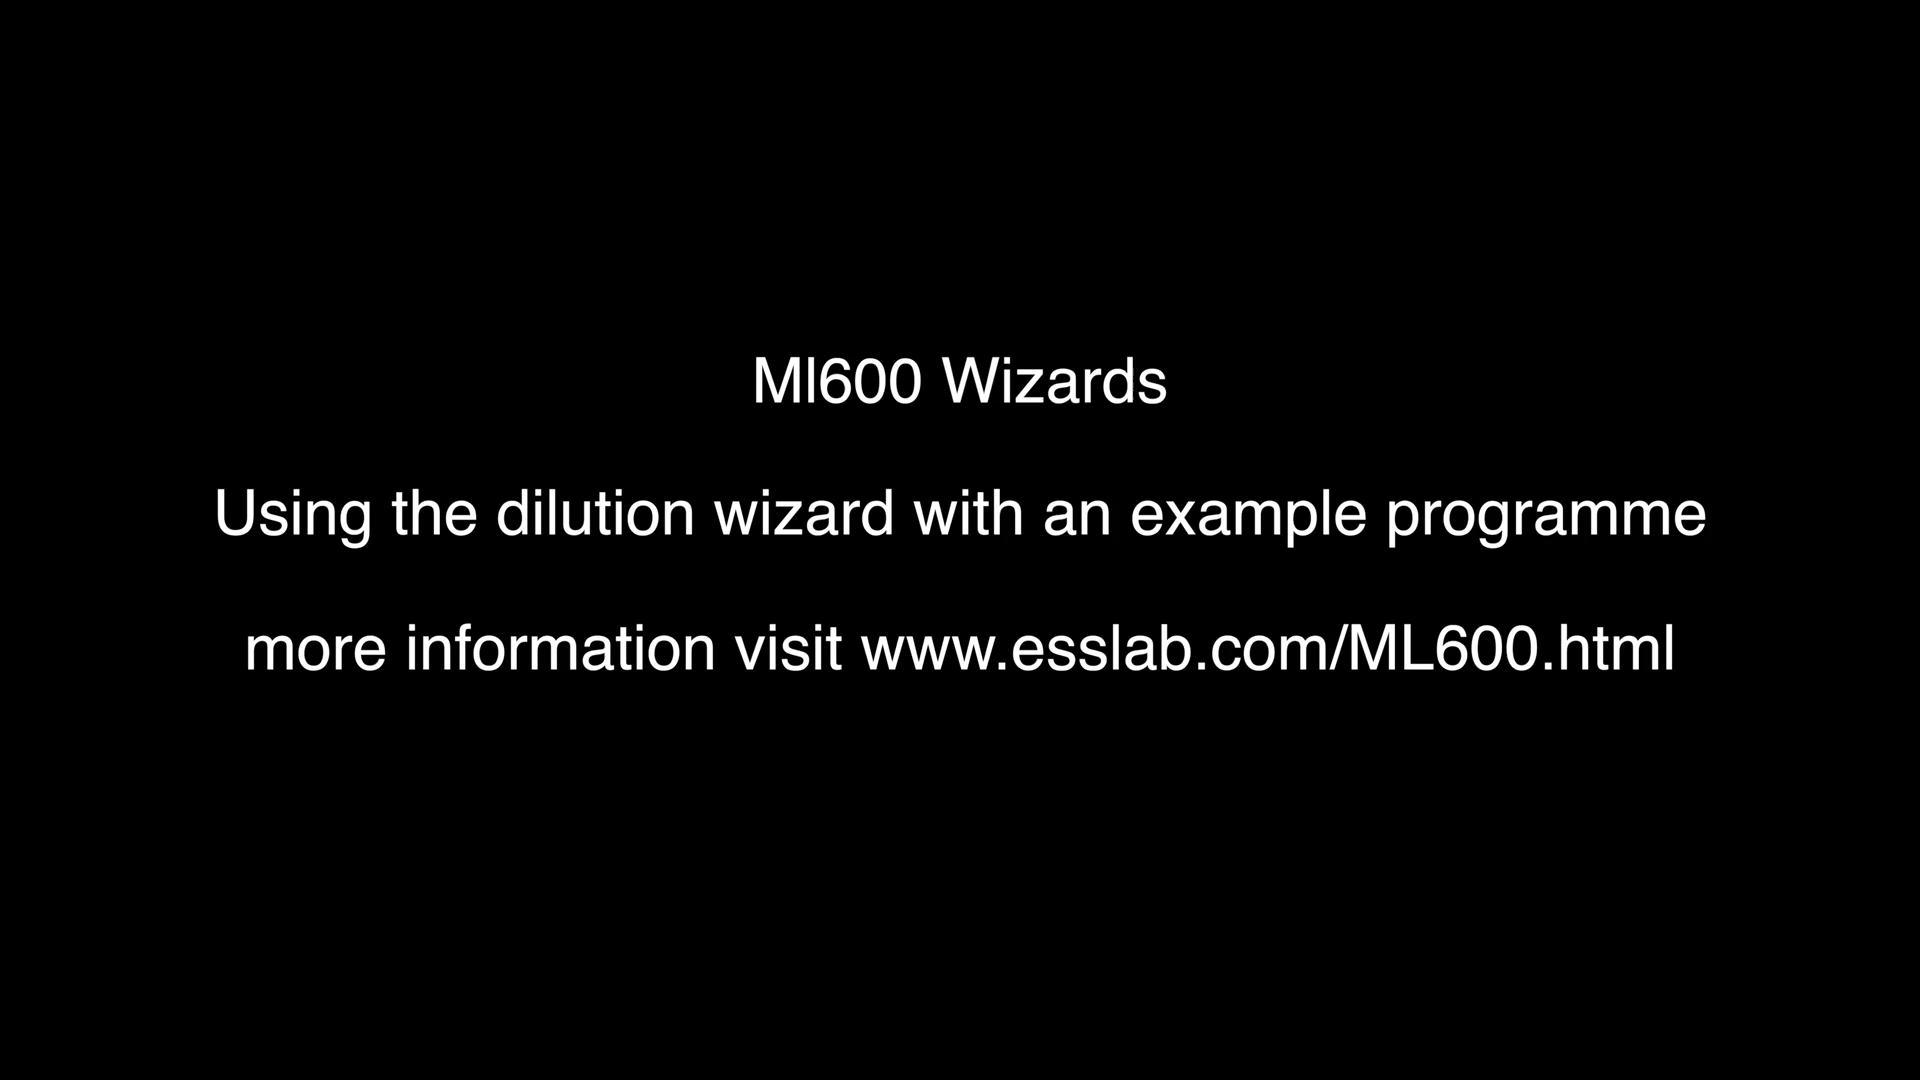 Ml600 Wizards
Using the dilution wizard with an example programme
more information visit www.esslab.com/ML600.html